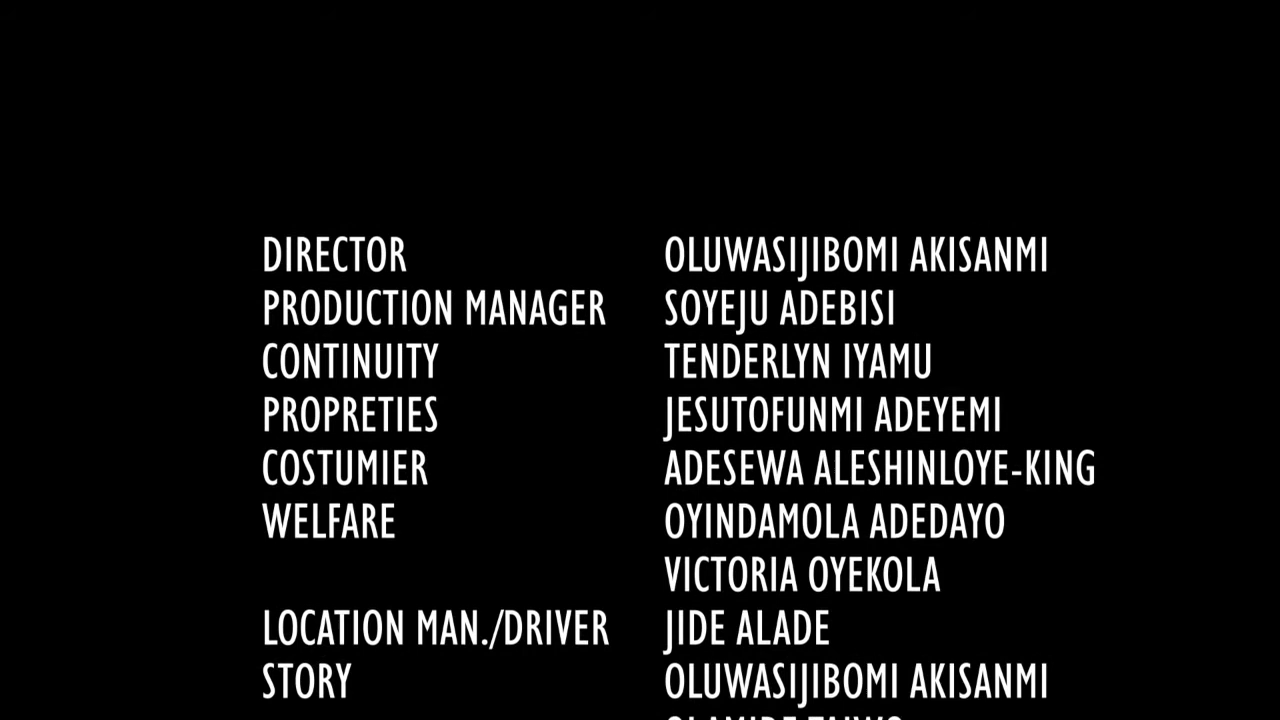 DIRECTOR OLUWASIJIBOMI AKISANMI
PRODUCTION MANAGER SOYEJU ADEBISI
CONTINUITY TENDERLYN IYAMU
PROPRETIES JESUTOFUNMI ADEYEMI
COSTUMIER ADESEWA ALESHINLOYE-KING
WELFARE OYINDAMOLA ADEDAYO
VICTORIA OYEKOLA
LOCATION MAN./DRIVER JIDE ALADE
STORY OLUWASIJIBOMI AKISANMI